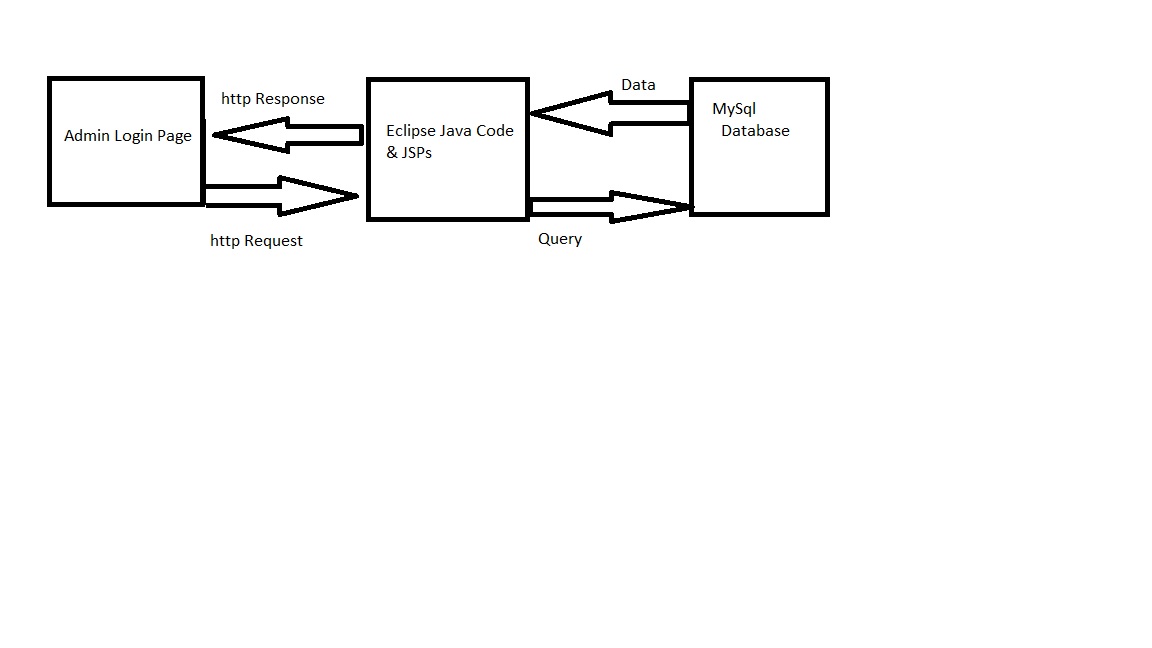 Data
http Response
MySql
Database
Admin Login Page
Eclipse Java Code
& JSPs
http Request
Query